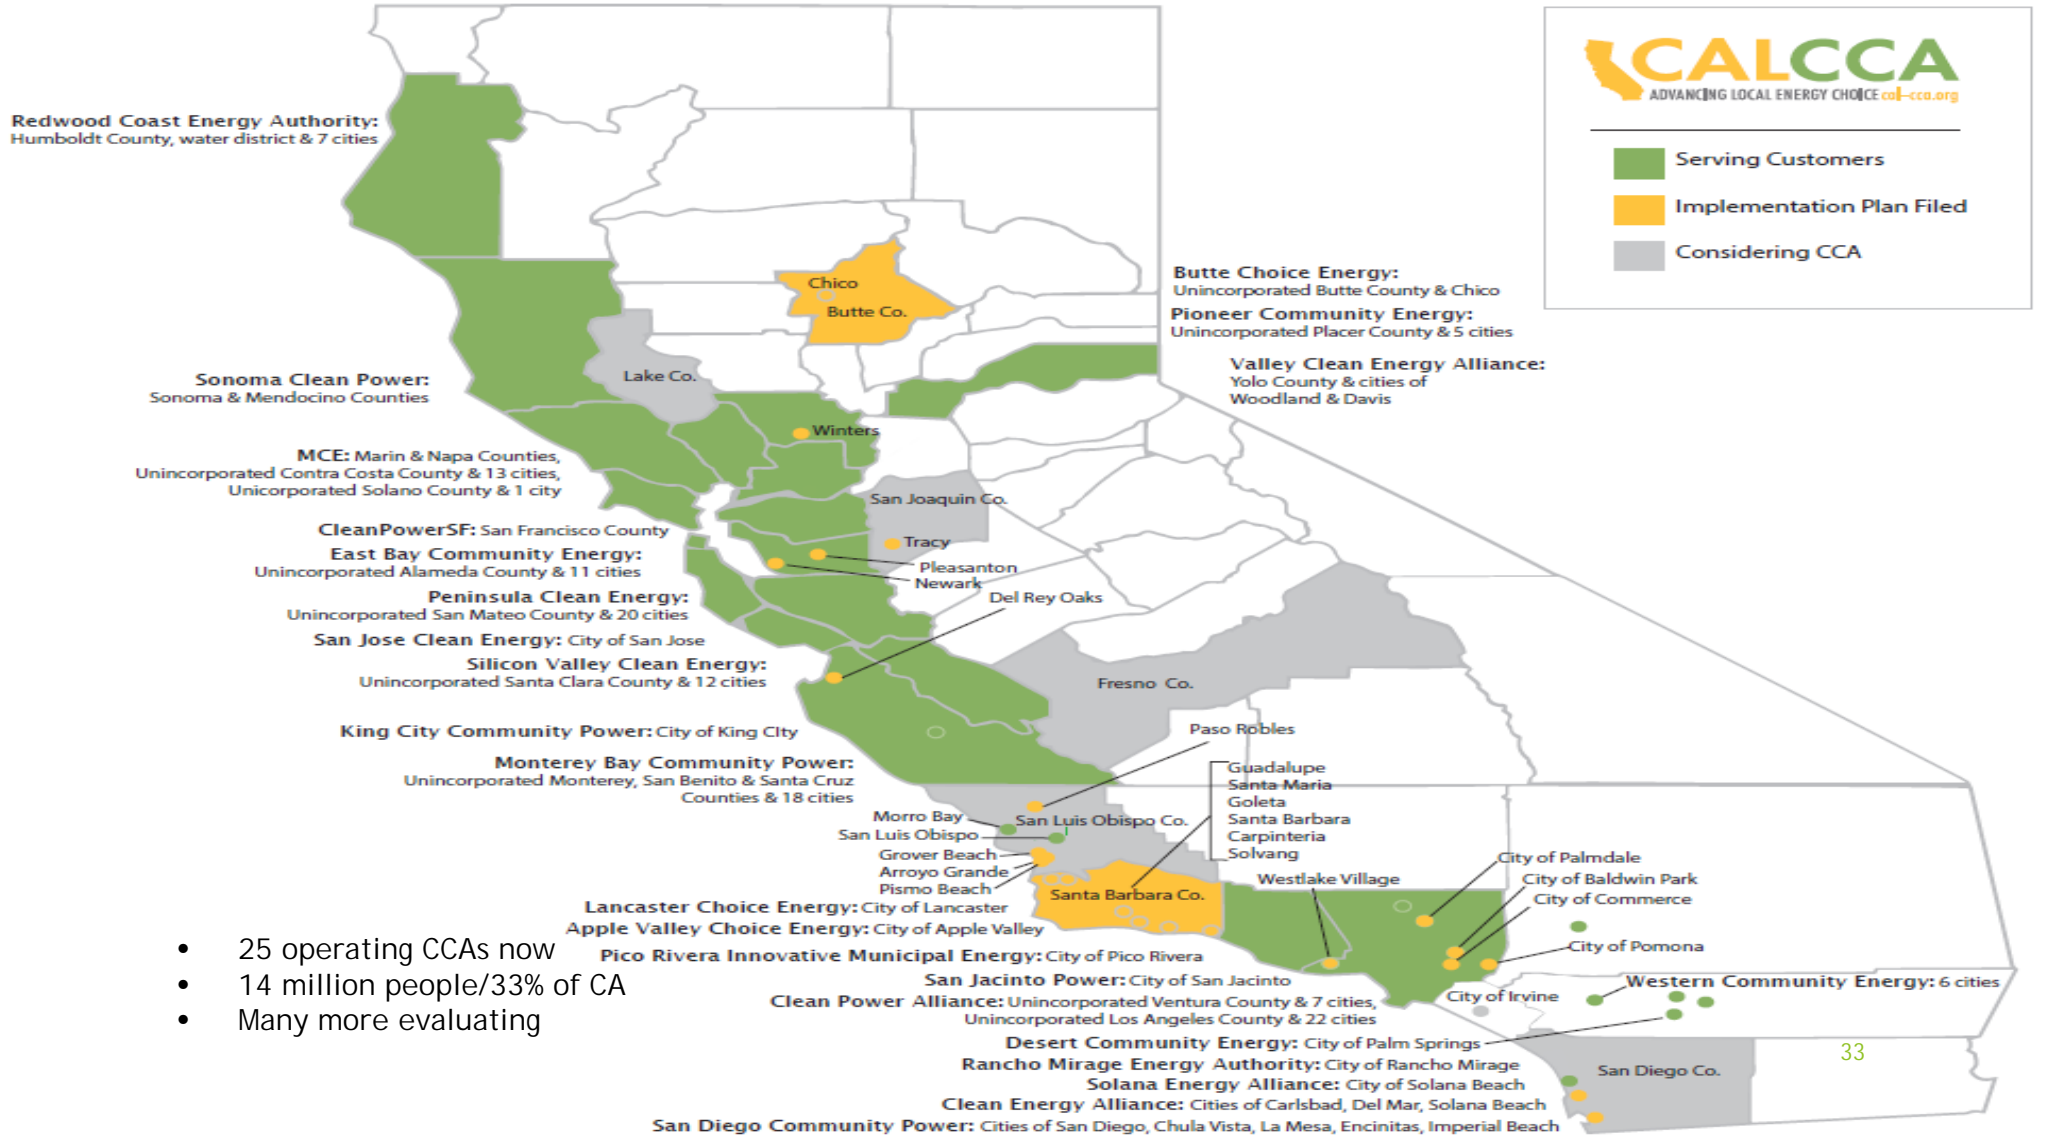 CALCCA
ADVANCING LOCAL ENERGY CHOICE cal-cca.org
Serving Customers
Implementation Plan Filed
Considering CCA
Redwood Coast Energy Authority:
Humboldt County, water district & 7 cities
Chico
Butte Co.
Butte Choice Energy:
Unincorporated Butte County & Chico
Pioneer Community Energy:
Unincorporated Placer County & 5 cities
Valley Clean Energy Alliance:
Yolo County & cities of
Woodland & Davis
Lake Co.
Sonoma Clean Power:
Sonoma & Mendocino Counties
Winters
MCE: Marin & Napa Counties,
Unincorporated Contra Costa County & 13 cities,
Unicorporated Solano County & 1 city
San Joaquin Co.
CleanPowerSF: San Francisco County
East Bay Community Energy:
Unincorporated Alameda County & 11 cities
Tracy
Pleasanton
Newark
Del Rey Oaks
Peninsula Clean Energy:
Unincorporated San Mateo County & 20 cities
San Jose Clean Energy: City of San Jose
Silicon Valley Clean Energy:
Unincorporated Santa Clara County & 12 cities
Fresno Co.
King City Community Power: City of King CIty
Paso Robles
Monterey Bay Community Power:
Unincorporated Monterey, San Benito & Santa Cruz
Counties & 18 cities
Guadalupe
Santa Maria
Goleta
Santa Barbara
Carpinteria
Solvang
Morro Bay
San Luis Obispo
San Luis Obispo Co.
Grover Beach
Arroyo Grande
Pismo Beach
Santa Barbara Co.
Westlake Village
City of Palmdale
City of Baldwin Park
City of Commerce
City of Pomona
Lancaster Choice Energy: City of Lancaster
Apple Valley Choice Energy: City of Apple Valley
Pico Rivera Innovative Municipal Energy: City of Pico Rivera
San Jacinto Power: City of San Jacinto
Clean Power Alliance: Unincorporated Ventura County & 7 cities,
Unincorporated Los Angeles County & 22 cities
City of Irvine
Western Community Energy: 6 cities
Desert Community Energy: City of Palm Springs
Rancho Mirage Energy Authority: City of Rancho Mirage
Solana Energy Alliance: City of Solana Beach
Clean Energy Alliance: Cities of Carlsbad, Del Mar, Solana Beach
San Diego Community Power: Cities of San Diego, Chula Vista, La Mesa, Encinitas, Imperial Beach
San Diego Co.
• 25 operating CCAs now
• 14 million people/33% of CA
• Many more evaluating
33